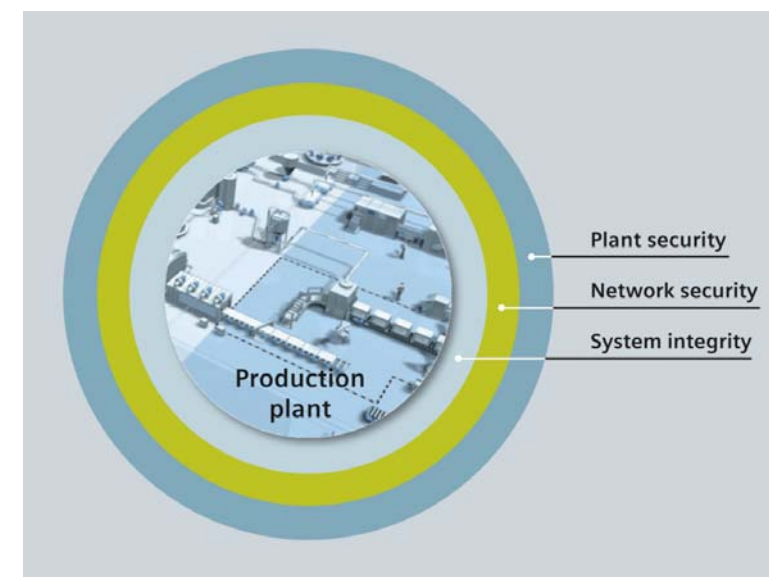 Plant security
Network security
System integrity
Production
plant